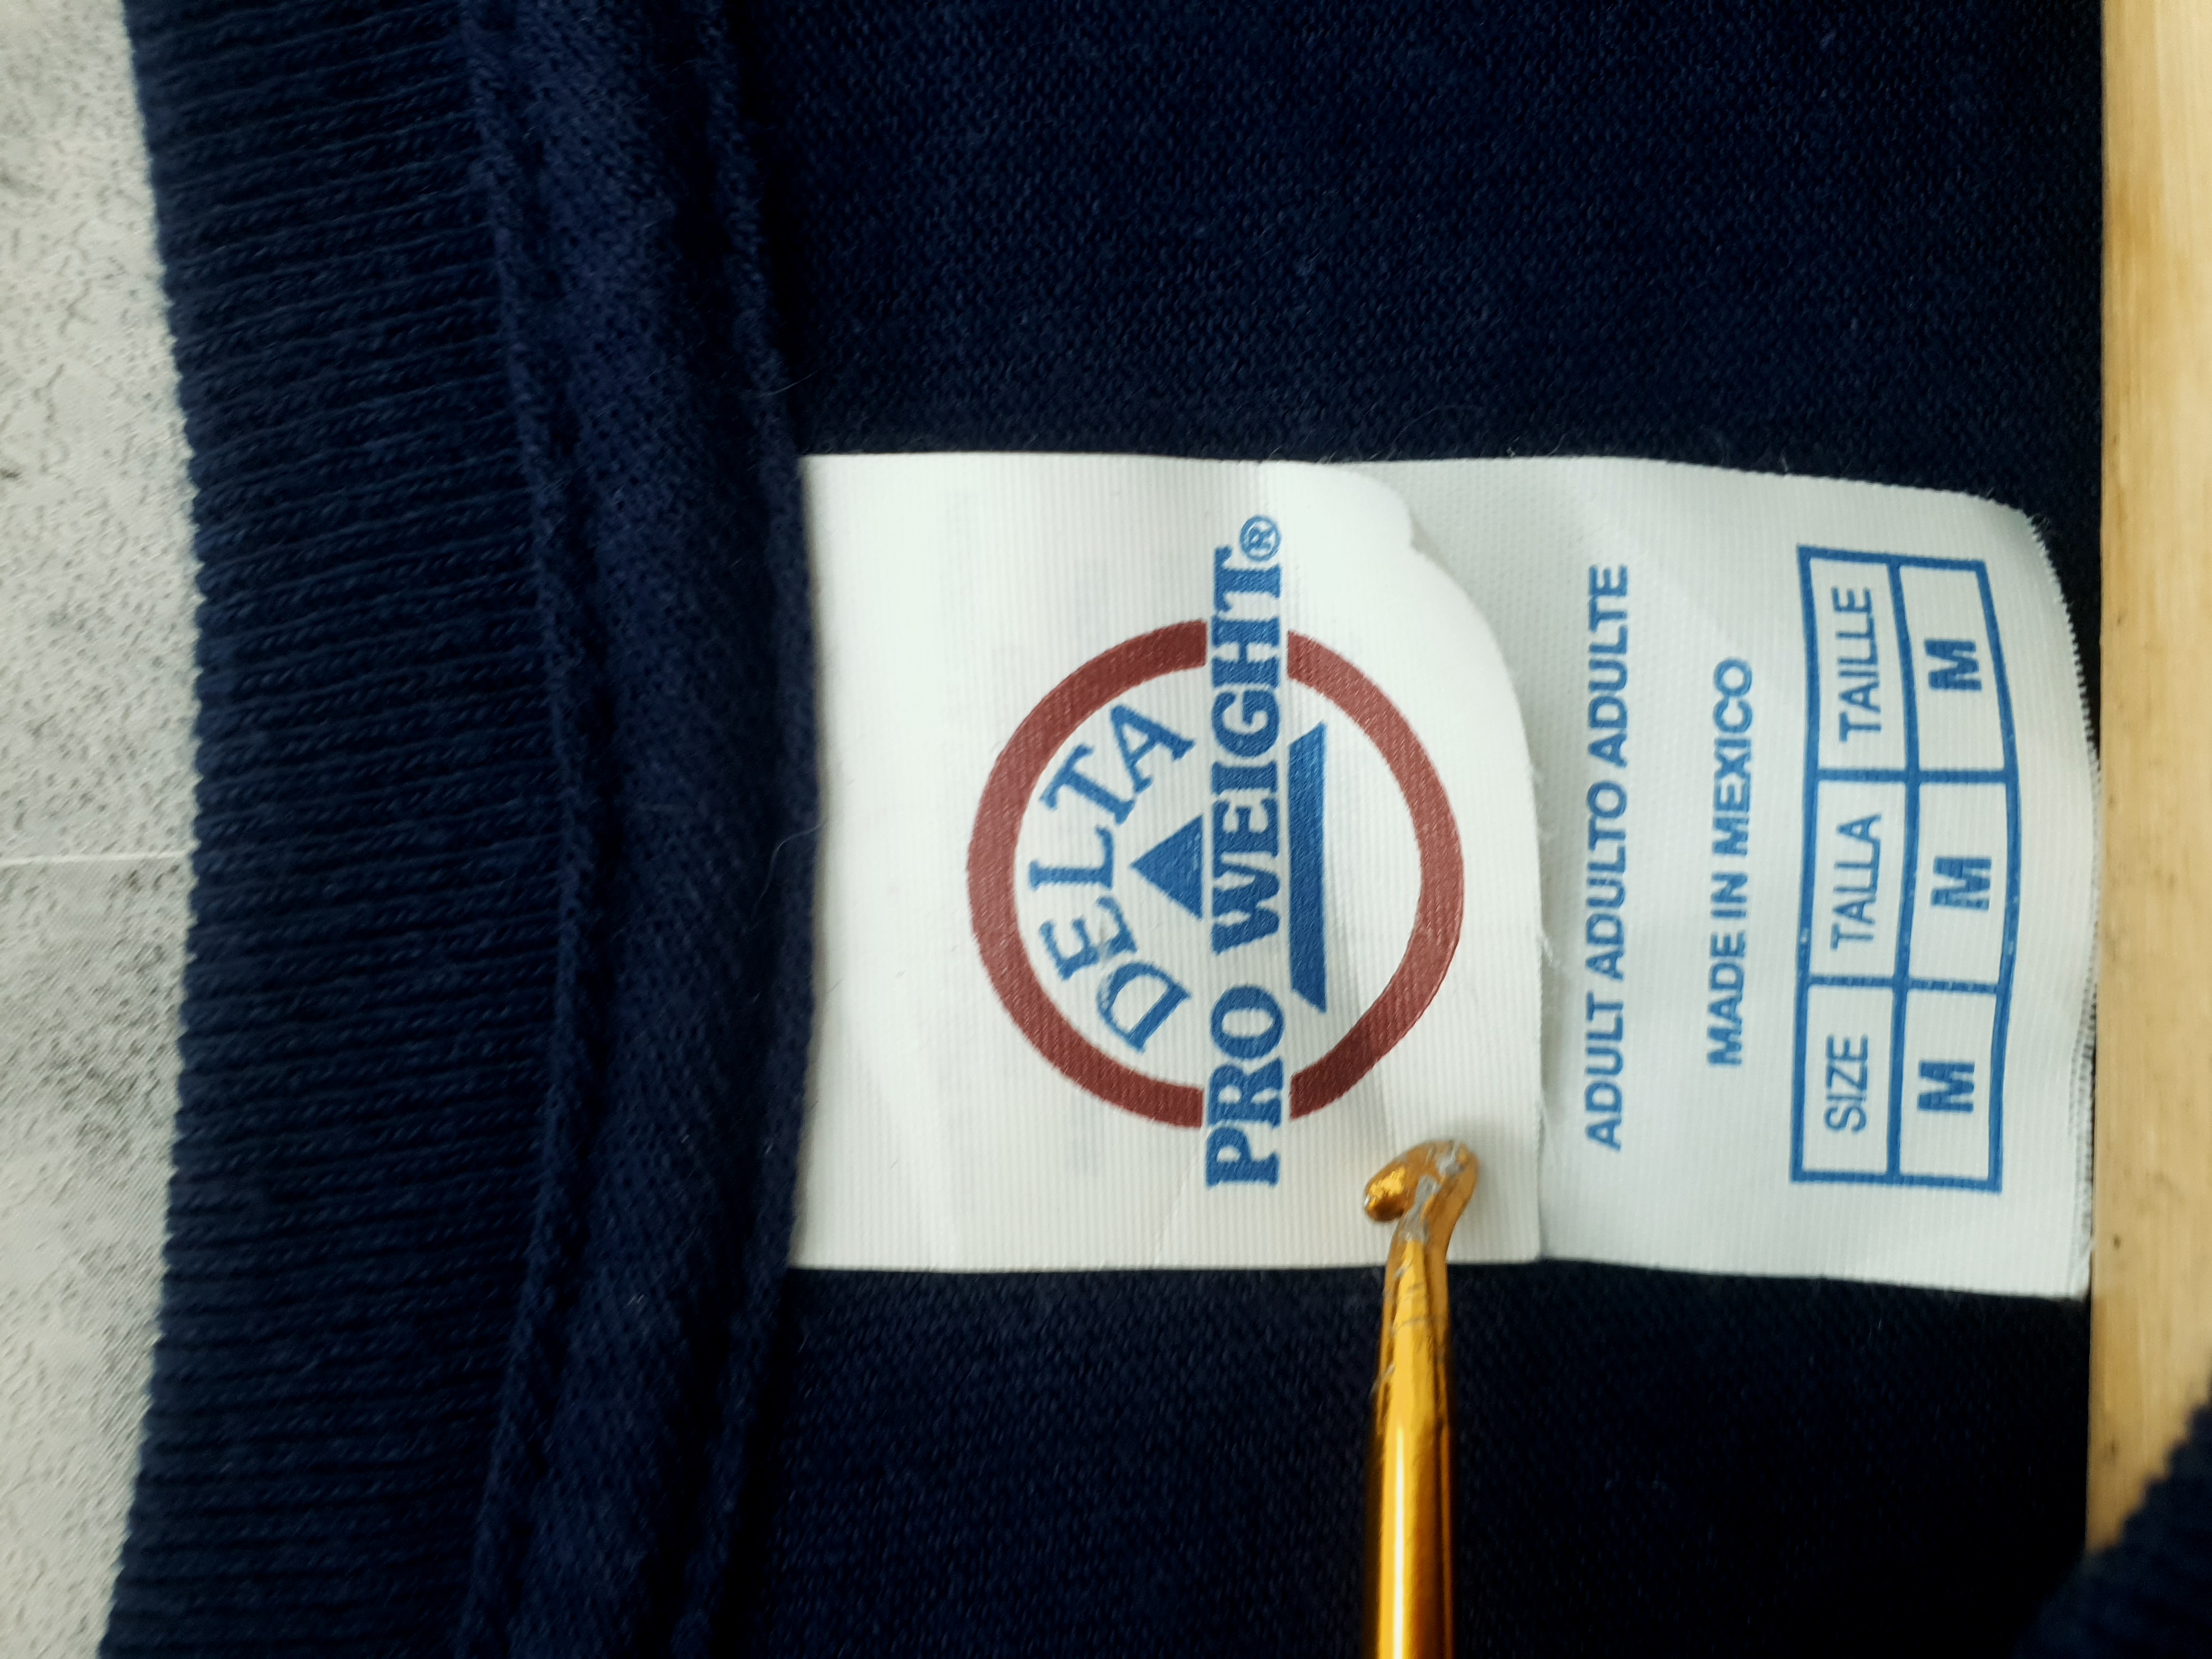 DELTA
PRO WEIGHT®
ADULT ADULTO ADULTE
MADE IN MEXICO
SIZE TALLA TAILLE
M M M